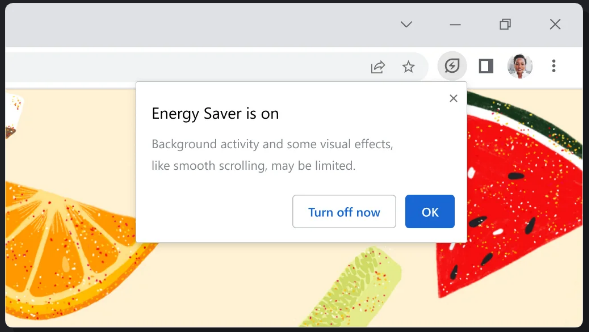 Energy Saver is on
Background activity and some visual effects,
like smooth scrolling, may be limited.
Turn off now
OK